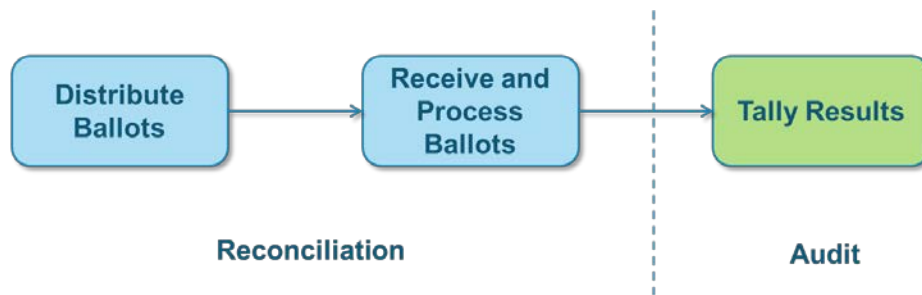 Distribute
Ballots
Receive and
Process
Ballots
Tally Results
Reconciliation
Audit